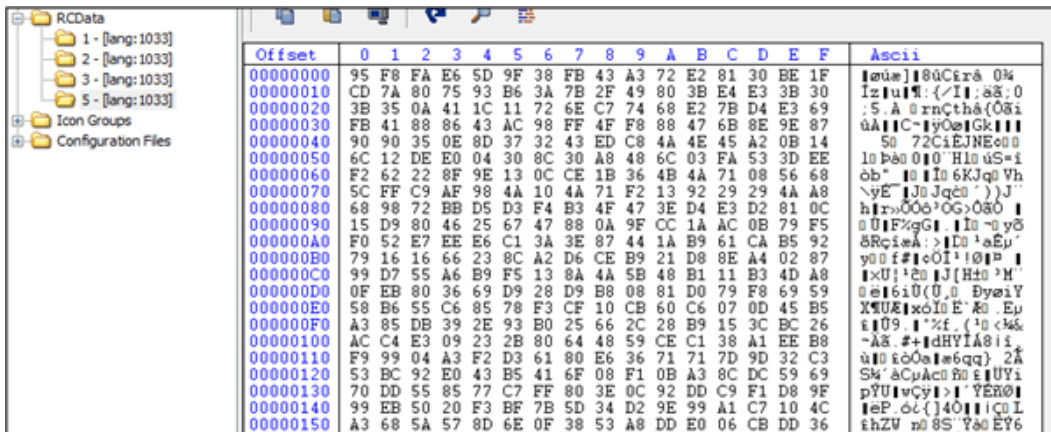 RCData
1 - [lang:1033]
2 - [lang:1033]
3 - [lang:1033]
5 - [lang:1033]
Icon Groups
Configuration Files
Offset 0 1 2 3 4 5 6 7 8 9 A B C D E F Ascii
00000000 95 F8 FA E6 5D 9F 38 FB 43 A3 72 E2 81 30 BE 1F
00000010 CD 7A 80 75 93 B6 3A 7B 2F 49 80 3B E4 E3 3B 30
00000020 3B 35 0A 41 1C 11 72 6E C7 74 68 E2 7B D4 E3 69
00000030 FB 41 88 86 43 AC 98 FF 4F F8 88 47 6B 8E 9E 87
00000040 90 90 35 0E 8D 37 32 43 ED C8 4A 4E 45 A2 0B 14
00000050 6C 12 DE E0 04 30 8C 30 A8 48 6C 03 FA 53 3D EE
00000060 F2 62 22 8F 9E 13 0C CE 1B 36 4B 4A 71 08 56 68
00000070 5C FF C9 AF 98 4A 10 4A 71 F2 13 92 29 29 4A A8
00000080 68 98 72 BB D5 D3 F4 B3 4F 47 3E D4 E3 D2 81 0C
00000090 15 D9 80 46 25 67 47 88 0A 9F CC 1A AC 0B 79 F5
000000A0 F0 52 E7 EE E6 C1 3A 3E 87 44 1A B9 61 CA B5 92
000000B0 79 16 16 66 23 8C A2 D6 CE B9 21 D8 8E A4 02 87
000000C0 99 D7 55 A6 B9 F5 13 8A 4A 5B 48 B1 11 B3 4D A8
000000D0 0F EB 80 36 69 D9 28 D9 B8 08 81 D0 79 F8 69 59
000000E0 58 B6 55 C6 85 78 F3 CF 10 CB 60 C6 07 0D 45 B5
000000F0 A3 85 DB 39 2E 93 B0 25 66 2C 28 B9 15 3C BC 26
00000100 AC C4 E3 09 23 2B 80 64 48 59 CE C1 38 A1 EE B8
00000110 F9 99 04 A3 F2 D3 61 80 E6 36 71 71 7D 9D 32 C3
00000120 53 BC 92 E0 43 B5 41 6F 08 F1 0B A3 8C DC 59 69
00000130 70 DD 55 85 77 C7 FF 80 3E 0C 92 DD C9 F1 D8 9F
00000140 99 EB 50 20 F3 BF 7B 5D 34 D2 9E 99 A1 C7 10 4C
00000150 A3 68 5A 57 8D 6E 0F 38 53 A8 DD E0 06 CB DD 36